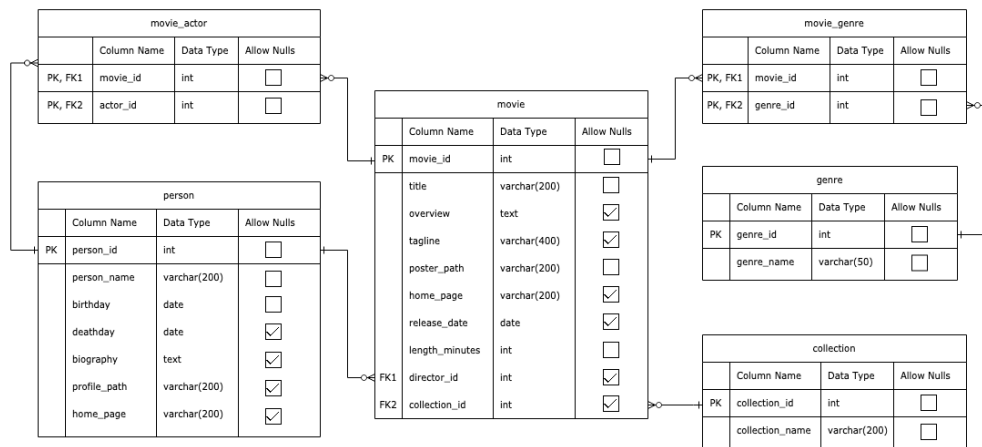 movie_actor
Column Name Data Type Allow Nulls
PK, FK1 movie_id int
PK, FK2 actor_id int
person
Column Name Data Type Allow Nulls
PK person_id int
person_name varchar(200)
birthday date
deathday date
biography text
profile_path varchar(200)
home_page varchar(200)
movie
Column Name Data Type Allow Nulls
PK movie_id int
title varchar(200)
overview text
tagline varchar(400)
poster_path varchar(200)
home_page varchar(200)
release_date date
length_minutes int
FK1 director_id int
FK2 collection_id int
movie_genre
Column Name Data Type Allow Nulls
PK, FK1 movie_id int
PK, FK2 genre_id int
genre
Column Name Data Type Allow Nulls
PK genre_id int
genre_name varchar(50)
collection
Column Name Data Type Allow Nulls
PK collection_id int
collection_name varchar(200)